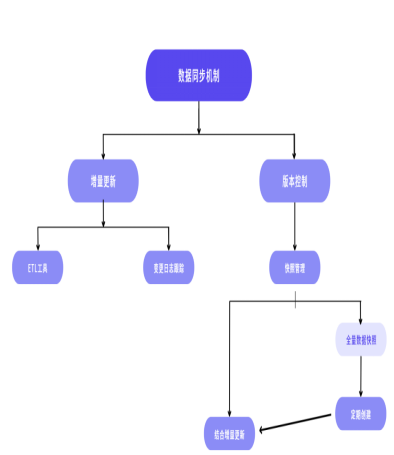 数据同步机制
增量更新
版本控制
ETL工具
变更日志跟踪
快照管理
全量数据快照
定期创建
结合增量更新